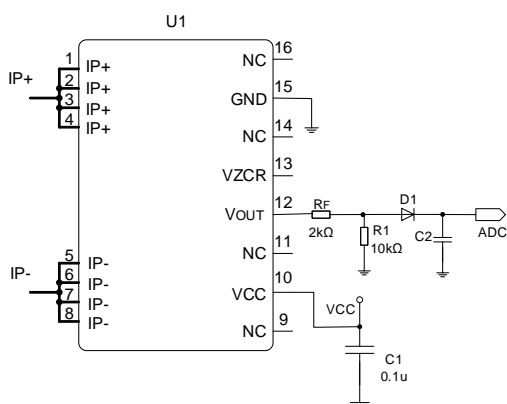 U1
1 IP+ NC 16
IP+
2 IP+
3 IP+ GND 15
4 IP+ NC 14
VZCR 13
VOUT 12 RF 2kΩ D1 ADC
R1 10kΩ C2
5 IP- NC 11
IP-
6 IP-
7 IP- VCC 10
8 IP- NC 9
VCC
C1
0.1u